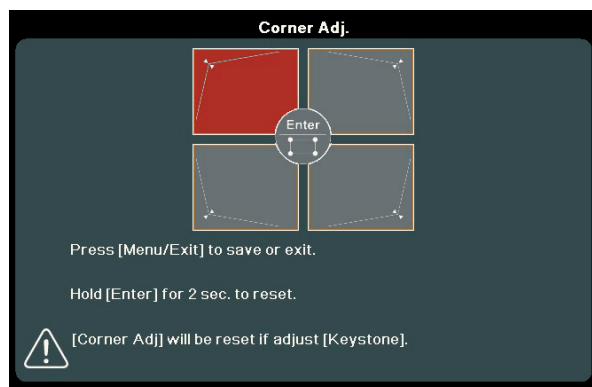 Corner Adj.
Enter
Press [Menu/Exit] to save or exit.
Hold [Enter] for 2 sec. to reset.
[Corner Adj] will be reset if adjust [Keystone].